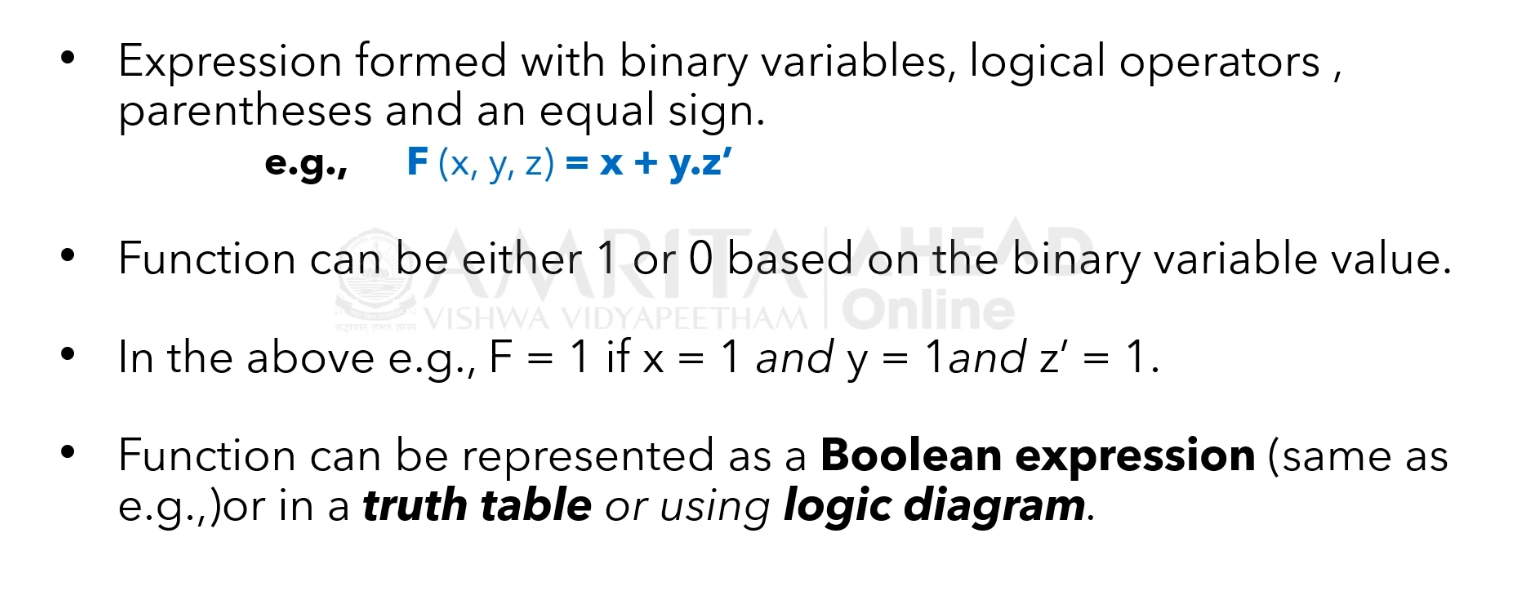 • Expression formed with binary variables, logical operators ,
parentheses and an equal sign.
e.g., F (x, y, z) = x + y.z′
AMRITA AHEAD
• Function can be either 1 or 0 based on the binary variable value.
VISHWA VIDYAPEETHAM Online
• In the above e.g., F = 1 if x = 1 and y = 1and z′ = 1.
• Function can be represented as a Boolean expression (same as
e.g.,)or in a truth table or using logic diagram.